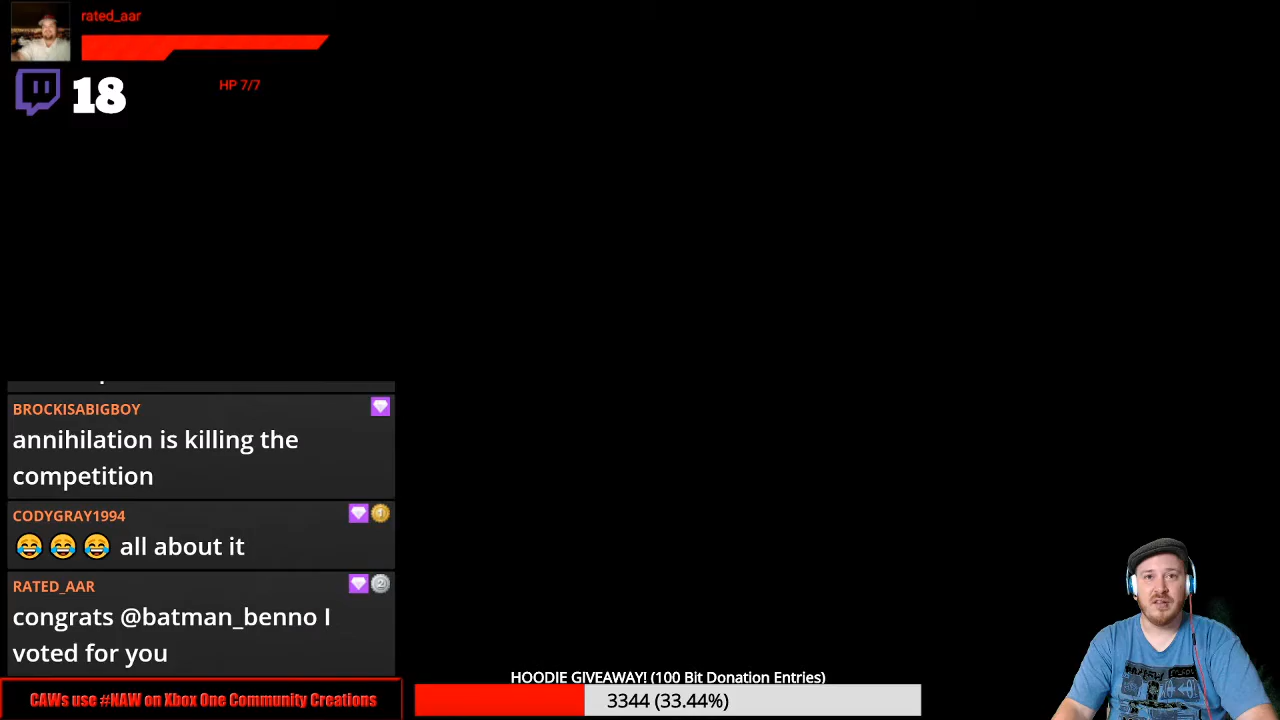 rated_aar
HP 7/7
18
BROCKISABIGBOY
annihilation is killing the
competition
CODYGRAY1994
😂 😂 😂 all about it
RATED_AAR
congrats @batman_benno I
voted for you
CAWs use #NAW on Xbox One Community Creations
HOODIE GIVEAWAY! (100 Bit Donation Entries)
3344 (33.44%)